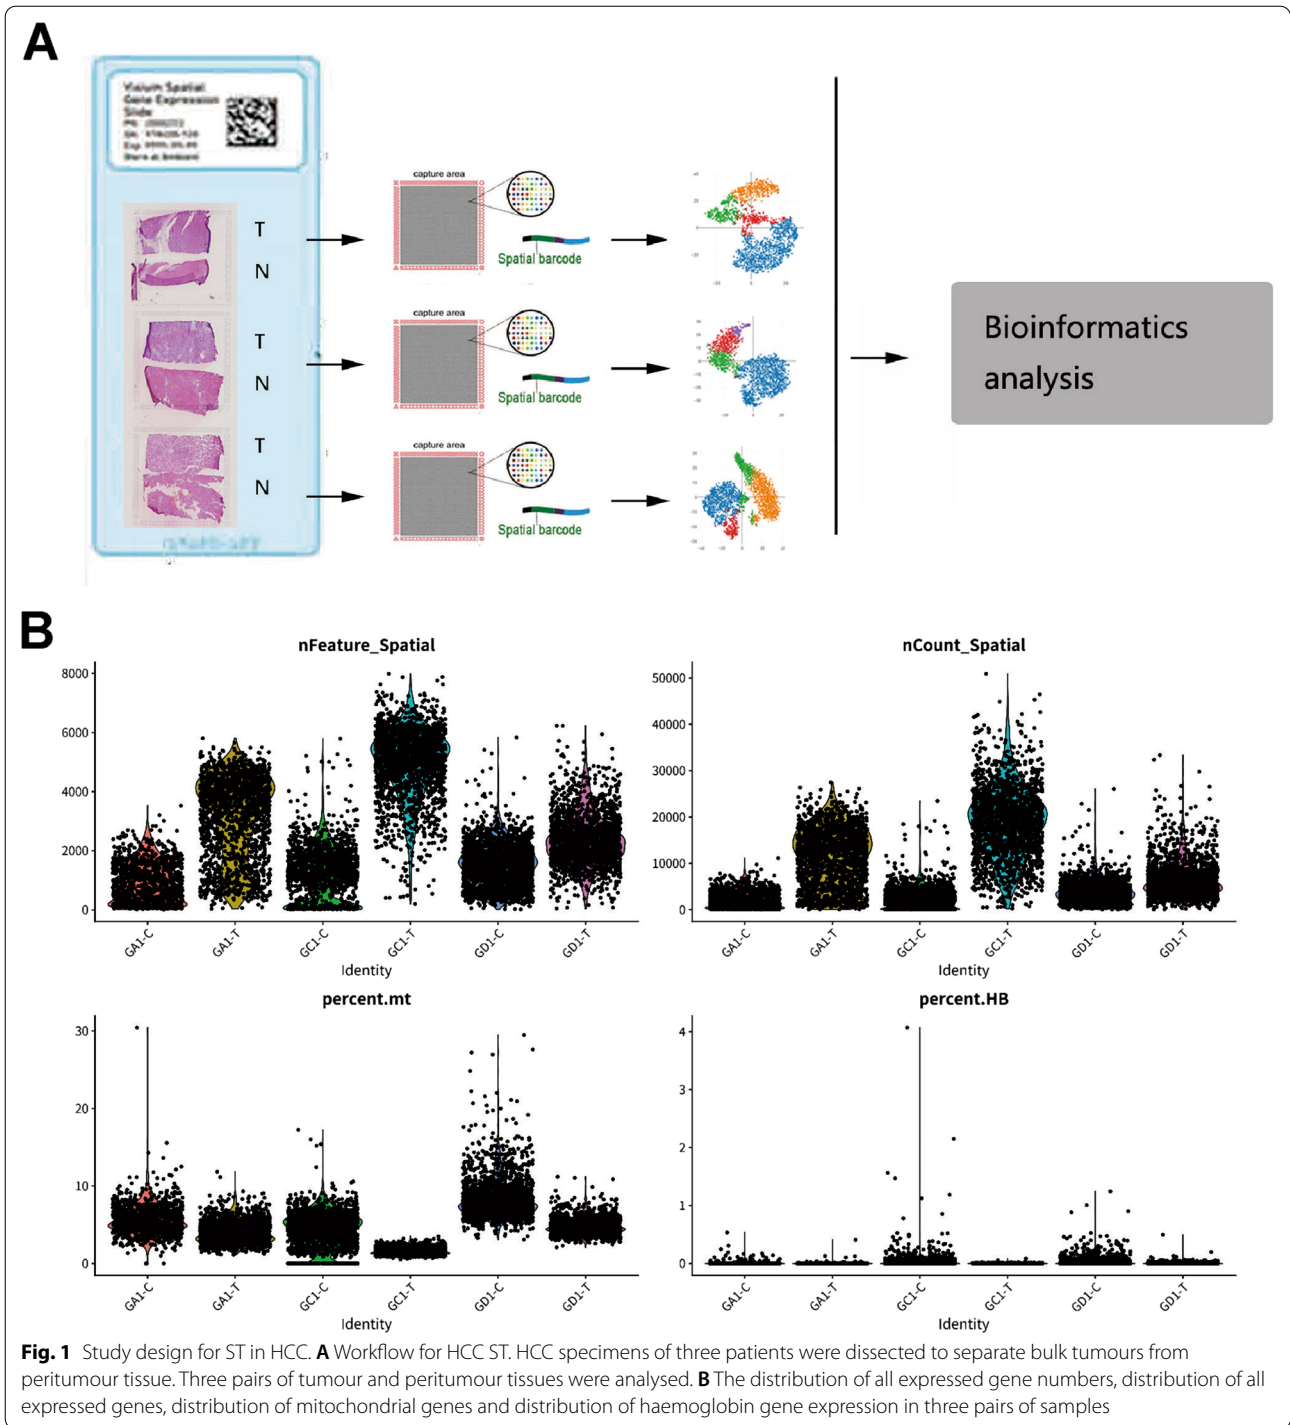 A
Visium Spatial
Gene Expression
Slide
T
N
T
N
T
N
capture area
Spatial barcode
capture area
Spatial barcode
capture area
Spatial barcode
Bioinformatics
analysis
B
nFeature_Spatial
8000
6000
4000
2000
0
GA1-C
GA1-T
GC1-C
GC1-T
GD1-C
GD1-T
Identity
nCount_Spatial
50000
40000
30000
20000
10000
0
GA1-C
GA1-T
GC1-C
GC1-T
GD1-C
GD1-T
Identity
percent.mt
30
20
10
0
GA1-C
GA1-T
GC1-C
GC1-T
GD1-C
GD1-T
Identity
percent.HB
4
3
2
1
0
GA1-C
GA1-T
GC1-C
GC1-T
GD1-C
GD1-T
Identity
Fig. 1 Study design for ST in HCC. A Workflow for HCC ST. HCC specimens of three patients were dissected to separate bulk tumours from
peritumour tissue. Three pairs of tumour and peritumour tissues were analysed. B The distribution of all expressed gene numbers, distribution of all
expressed genes, distribution of mitochondrial genes and distribution of haemoglobin gene expression in three pairs of samples